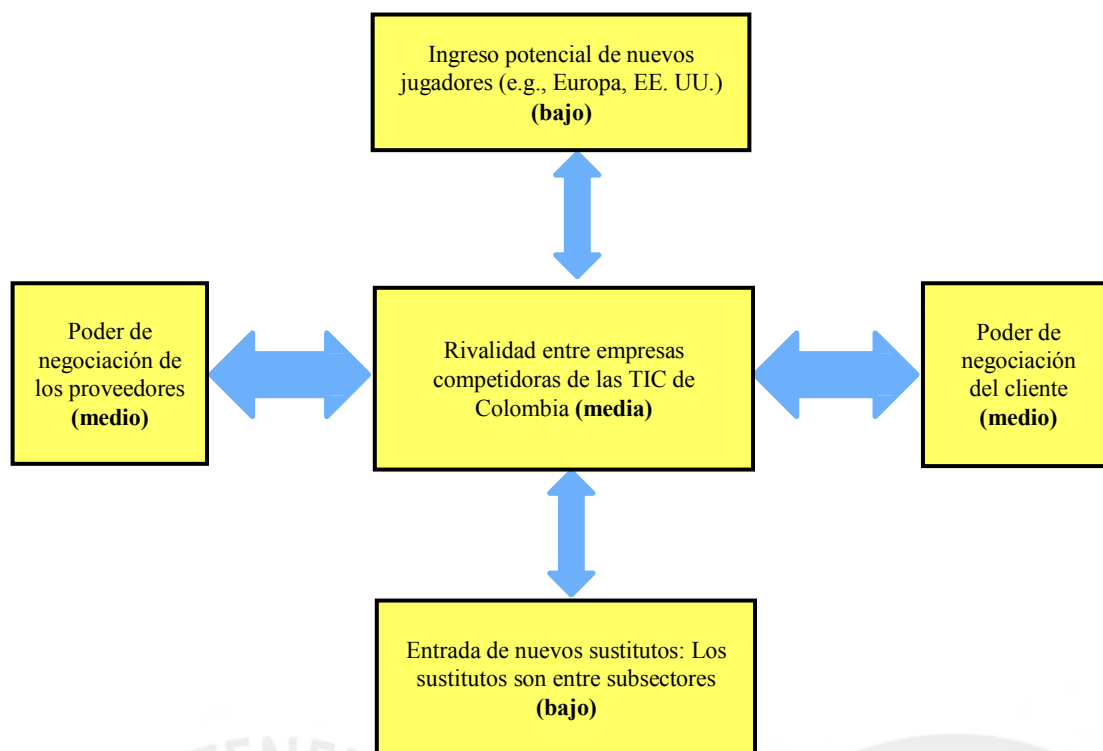 Ingreso potencial de nuevos
jugadores (e.g., Europa, EE. UU.)
(bajo)
Poder de
negociación de
los proveedores
(medio)
Rivalidad entre empresas
competidoras de las TIC de
Colombia (media)
Poder de
negociación
del cliente
(medio)
Entrada de nuevos sustitutos: Los
sustitutos son entre subsectores
(bajo)